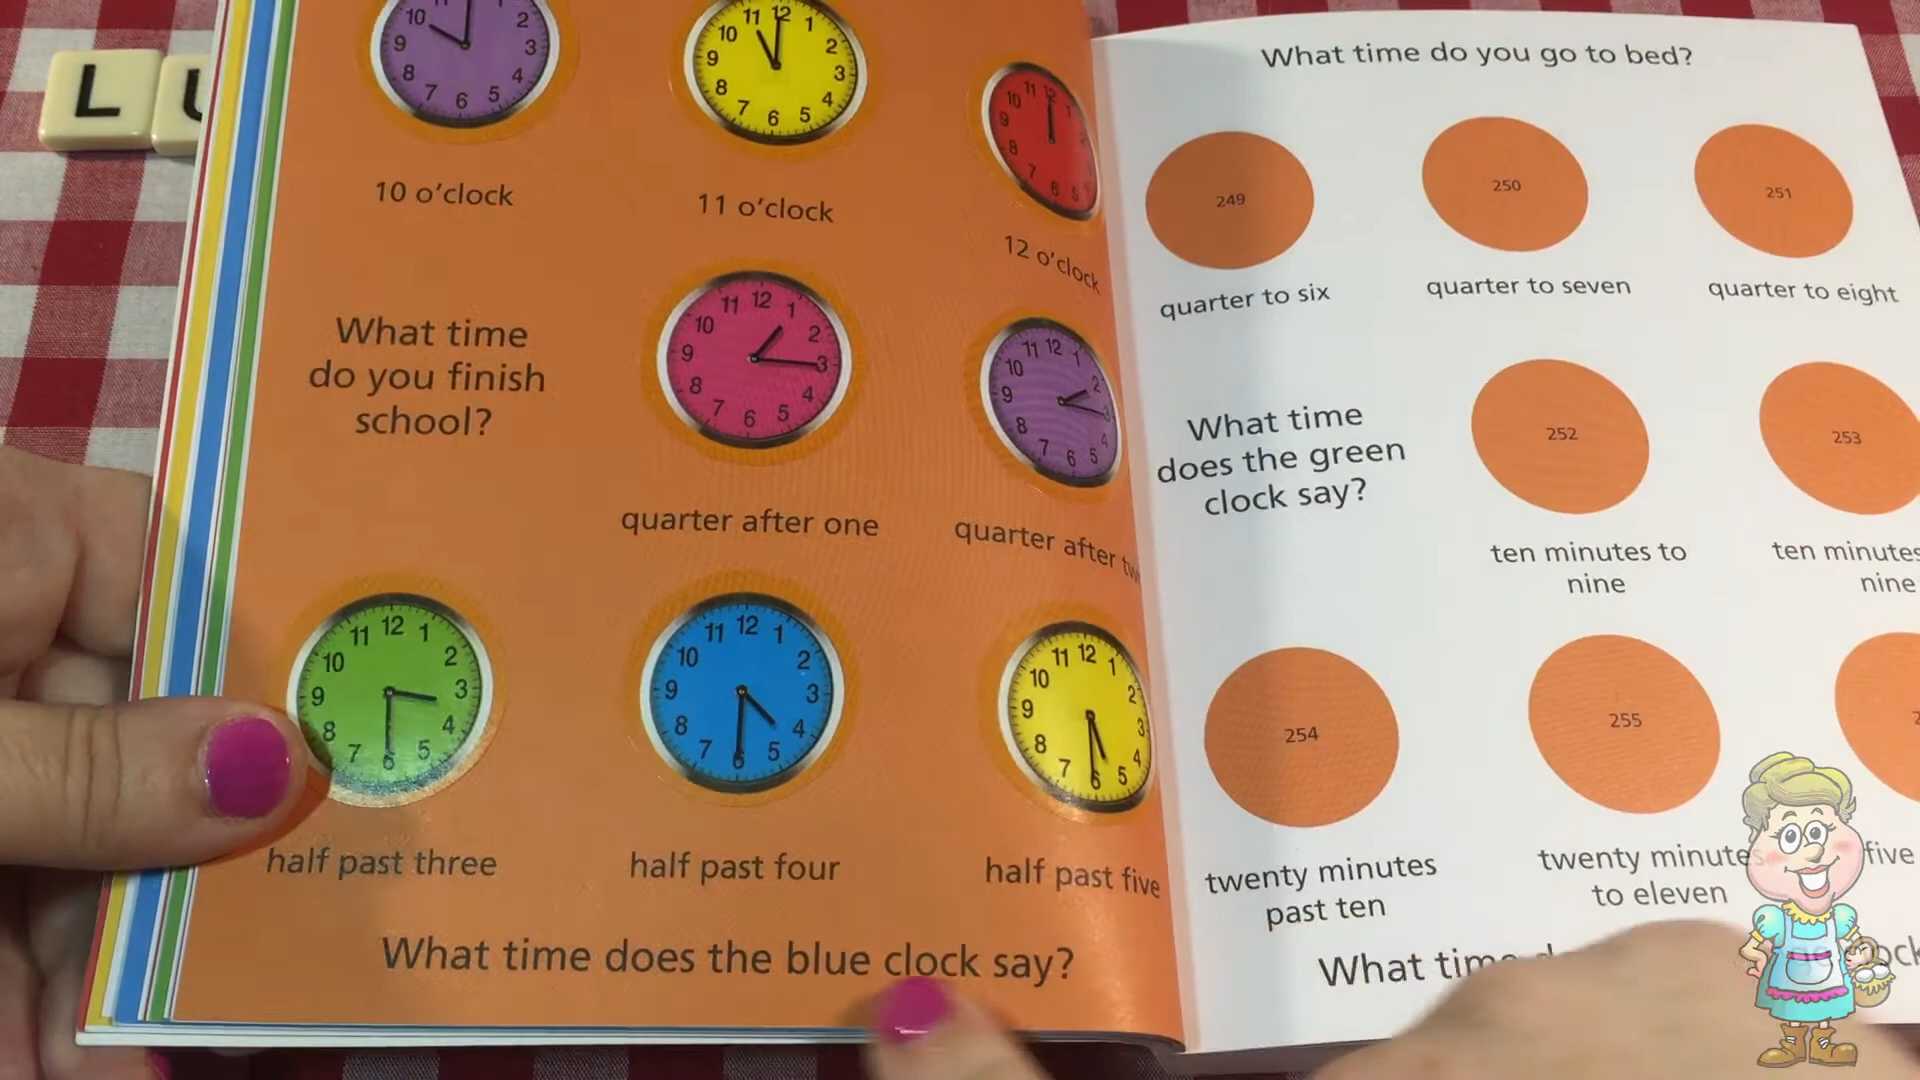 L
10 o'clock
11 o'clock
12 o'clock
What time
do you finish
school?
quarter after one
quarter after
half past three
half past four
half past five
What time does the blue clock say?
What time do you go to bed?
249
250
251
quarter to six
quarter to seven
quarter to eight
What time
does the green
clock say?
252
253
ten minutes to
nine
ten minutes
nine
254
255
twenty minutes
past ten
twenty minutes
to eleven
five
What time